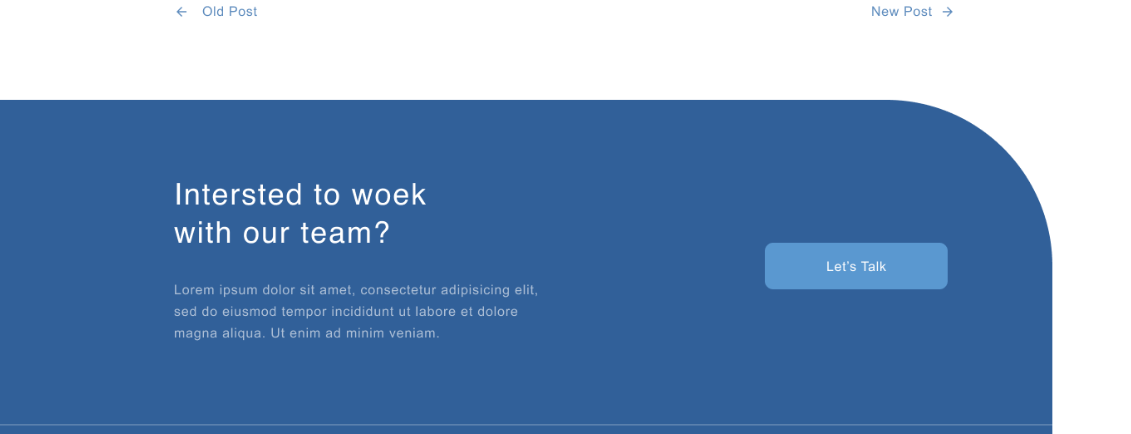 Old Post
New Post
Intersted to woek
with our team?
Let's Talk
Lorem ipsum dolor sit amet, consectetur adipisicing elit,
sed do eiusmod tempor incididunt ut labore et dolore
magna aliqua. Ut enim ad minim veniam.